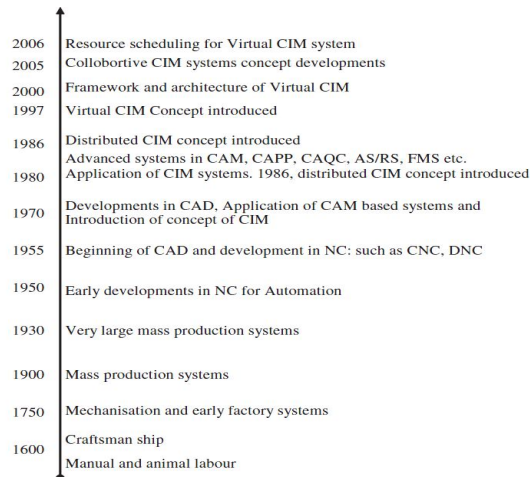 2006 Resource scheduling for Virtual CIM system
2005 Collobortive CIM systems concept developments
2000 Framework and architecture of Virtual CIM
1997 Virtual CIM Concept introduced
1986 Distributed CIM concept introduced
Advanced systems in CAM, CAPP, CAQC, AS/RS, FMS etc.
1980 Application of CIM systems. 1986, distributed CIM concept introduced
1970 Developments in CAD, Application of CAM based systems and
Introduction of concept of CIM
1955 Beginning of CAD and development in NC: such as CNC, DNC
1950 Early developments in NC for Automation
1930 Very large mass production systems
1900 Mass production systems
1750 Mechanisation and early factory systems
1600 Craftsman ship
Manual and animal labour